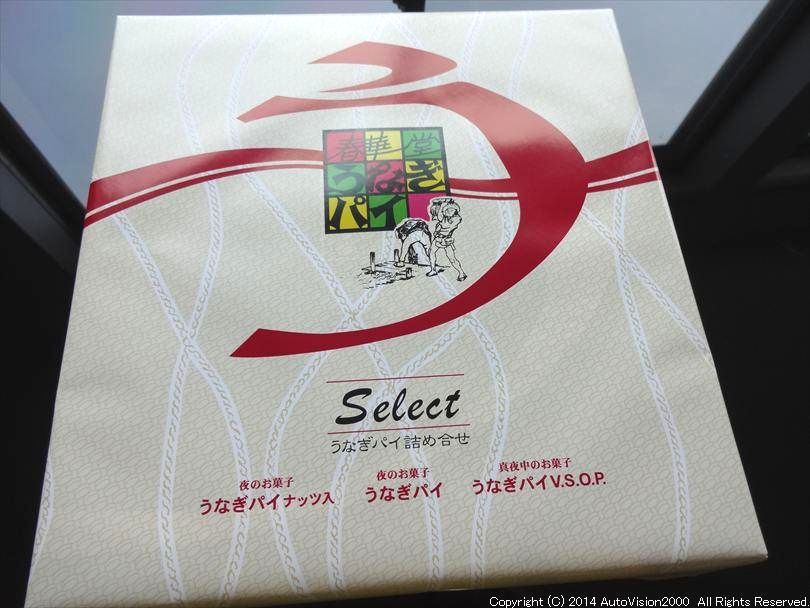 う
春華堂
うなぎ
パイ
Select
うなぎパイ詰め合せ
夜のお菓子
うなぎパイナッツ入
夜のお菓子
うなぎパイ
真夜中のお菓子
うなぎパイV.S.O.P.
Copyright (C) 2014 AutoVision2000 All Rights Reserved